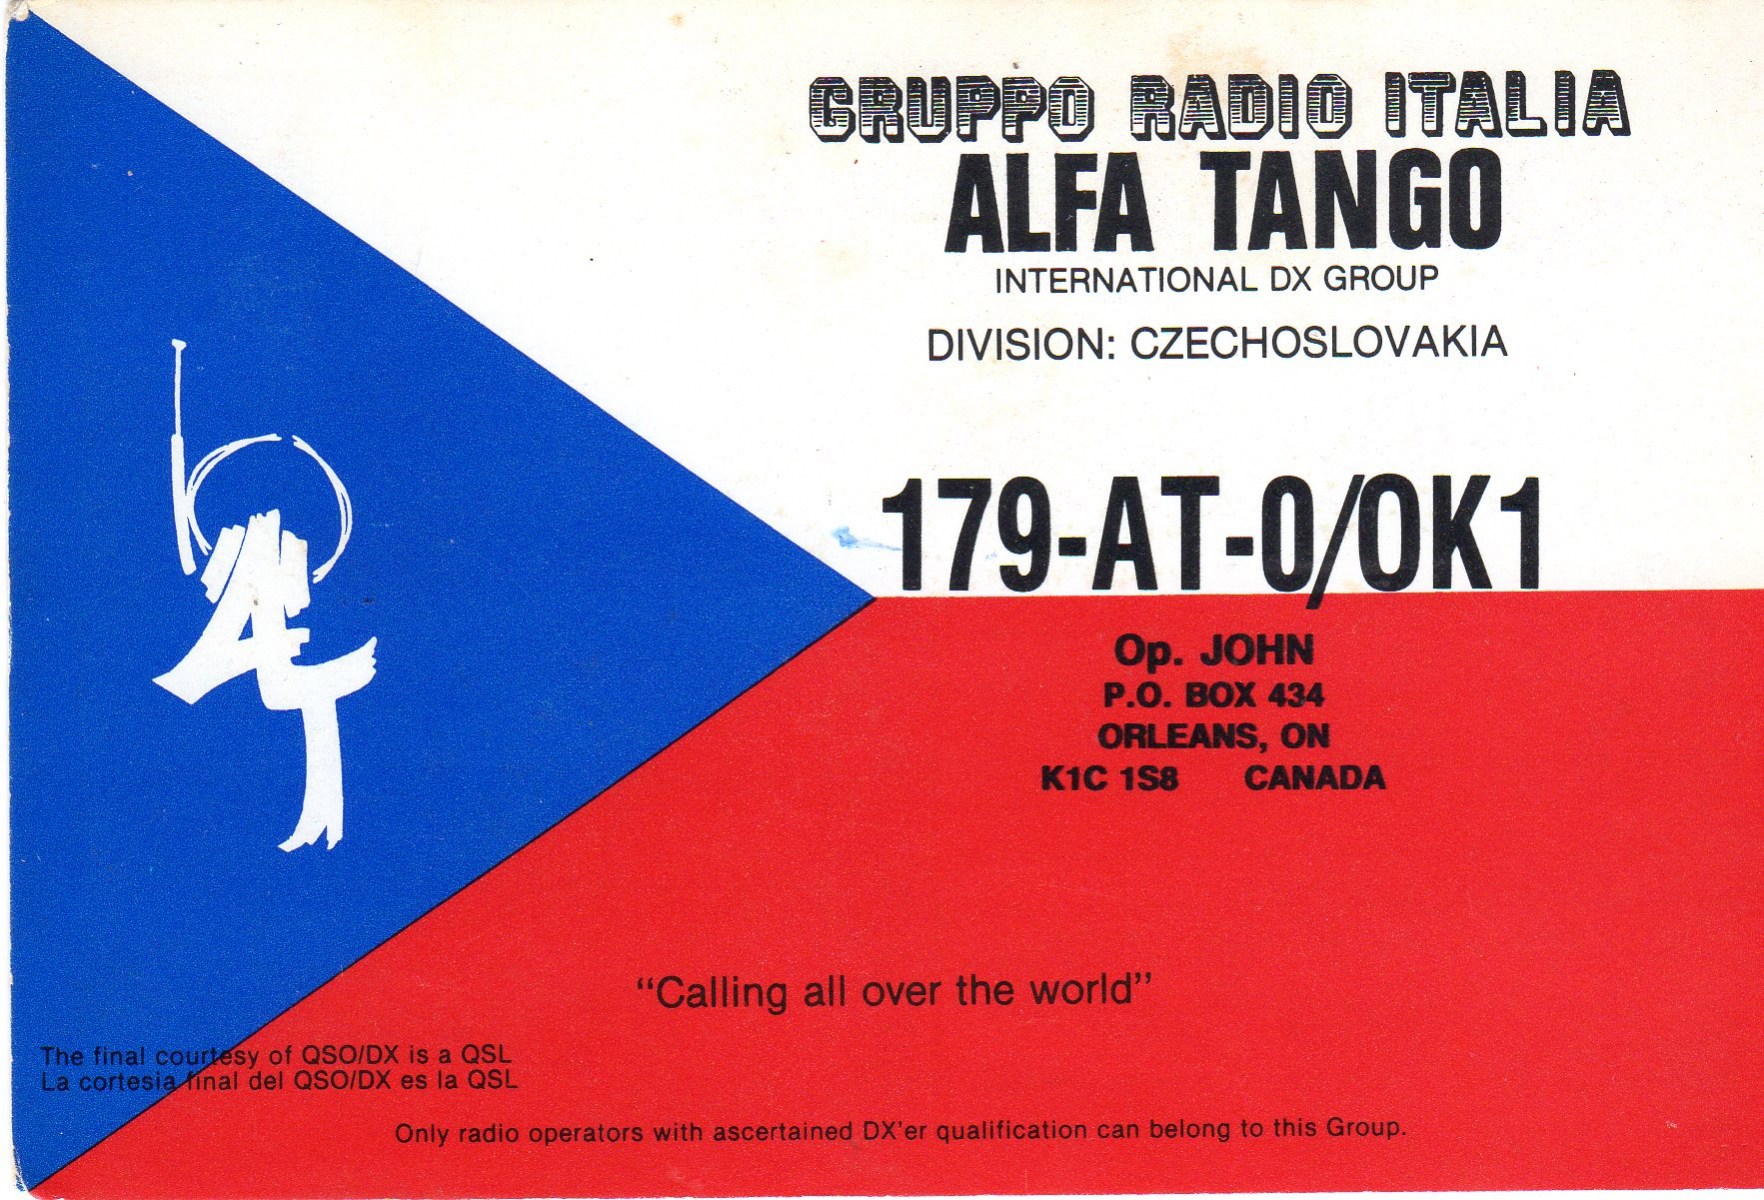 GRUPPO RADIO ITALIA
ALFA TANGO
INTERNATIONAL DX GROUP
DIVISION: CZECHOSLOVAKIA
179-AT-0/OK1
Op. JOHN
P.O. BOX 434
ORLEANS, ON
K1C 1S8 CANADA
AT
"Calling all over the world"
The final courtesy of QSO/DX is a QSL
La cortesia final del QSO/DX es la QSL
Only radio operators with ascertained DX'er qualification can belong to this Group.